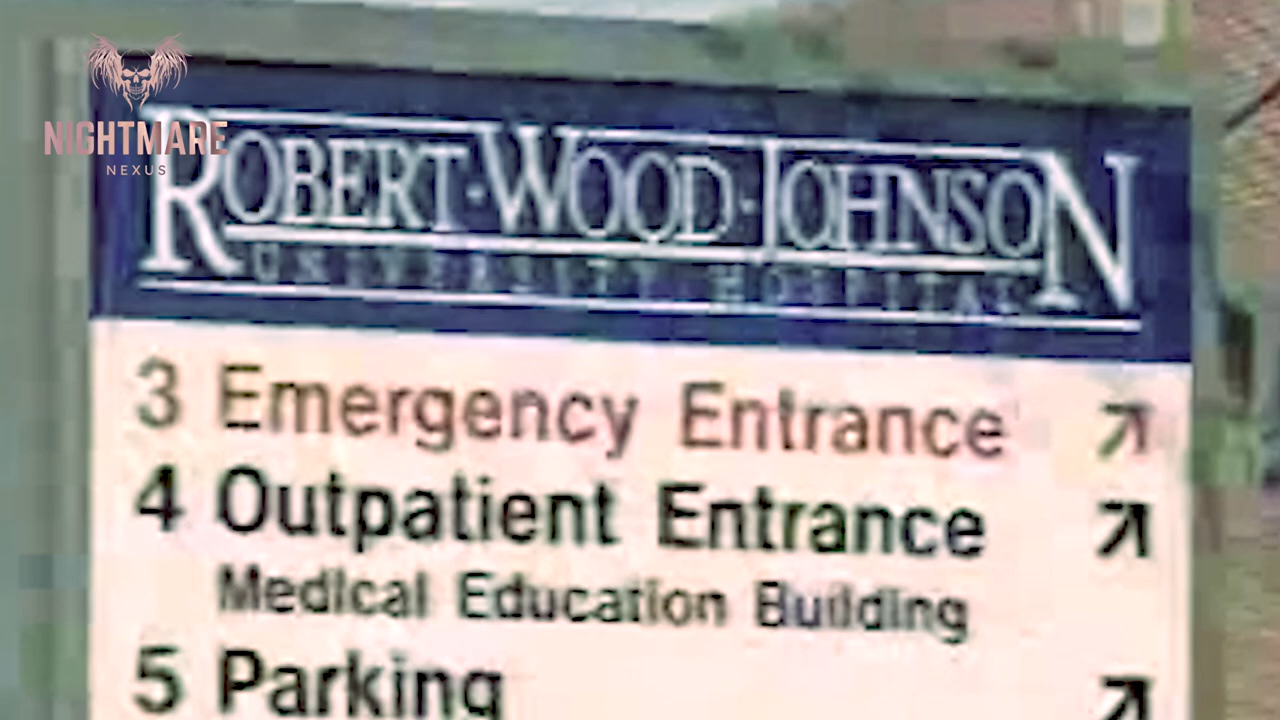 NIGHTMARE
NEXUS
ROBERT·WOOD·JOHNSON
UNIVERSITY HOSPITAL
3 Emergency Entrance
4 Outpatient Entrance
Medical Education Building
5 Parking